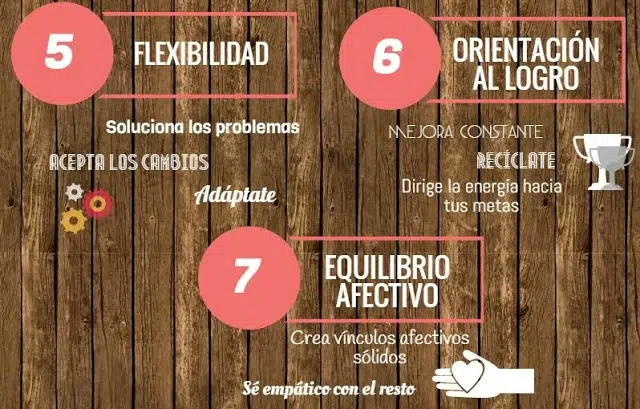 5
FLEXIBILIDAD
Soluciona los problemas
ACEPTA LOS CAMBIOS
Adáptate
6
ORIENTACIÓN
AL LOGRO
MEJORA CONSTANTE
RECÍCLATE
Dirige la energía hacia
tus metas
7
EQUILIBRIO
AFECTIVO
Crea vínculos afectivos
sólidos
Sé empático con el resto